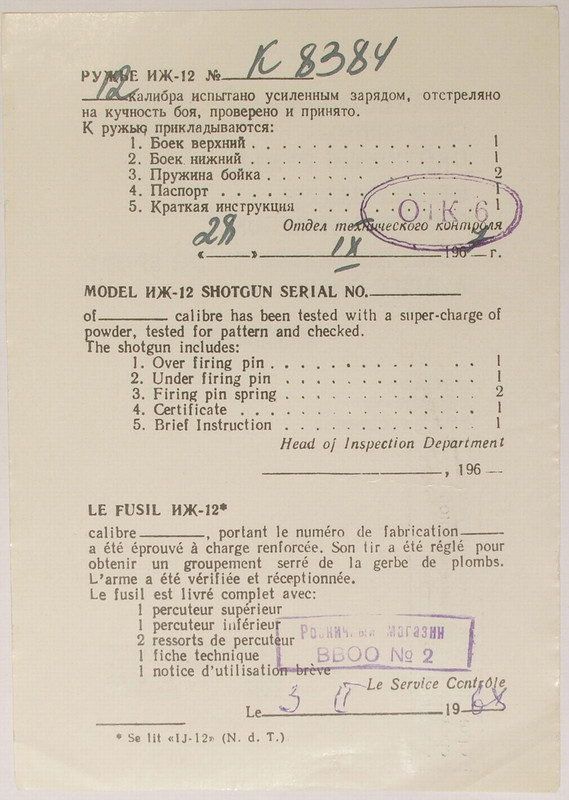 РУЖЬЕ ИЖ-12 № К 8384
12 калибра испытано усиленным зарядом, отстреляно
на кучность боя, проверено и принято.
К ружью прикладываются:
1. Боек верхний . . . . . . . . . . . . . . 1
2. Боек нижний . . . . . . . . . . . . . . 1
3. Пружина бойка . . . . . . . . . . . . . 2
4. Паспорт . . . . . . . . . . . . . . . . 1
5. Краткая инструкция . . . . . . . . . . . 1
ОТК 6
Отдел технического контроля
« 28 » IX 1967 г.
MODEL ИЖ-12 SHOTGUN SERIAL NO.
of calibre has been tested with a super-charge of
powder, tested for pattern and checked.
The shotgun includes:
1. Over firing pin . . . . . . . . . . . . . 1
2. Under firing pin . . . . . . . . . . . . 1
3. Firing pin spring . . . . . . . . . . . . 2
4. Certificate . . . . . . . . . . . . . . . 1
5. Brief Instruction . . . . . . . . . . . . 1
Head of Inspection Department
, 196
LE FUSIL ИЖ-12*
calibre , portant le numéro de fabrication
a été éprouvé à charge renforcée. Son tir a été réglé pour
obtenir un groupement serré de la gerbe de plombs.
L'arme a été vérifiée et réceptionnée.
Le fusil est livré complet avec:
1 percuteur supérieur
1 percuteur inférieur
2 ressorts de percuteur
1 fiche technique
1 notice d'utilisation brève
Розничный магазин
ВВОО № 2
Le Service Contrôle
Le 3 II 1968
* Se lit «IJ-12» (N. d. T.)